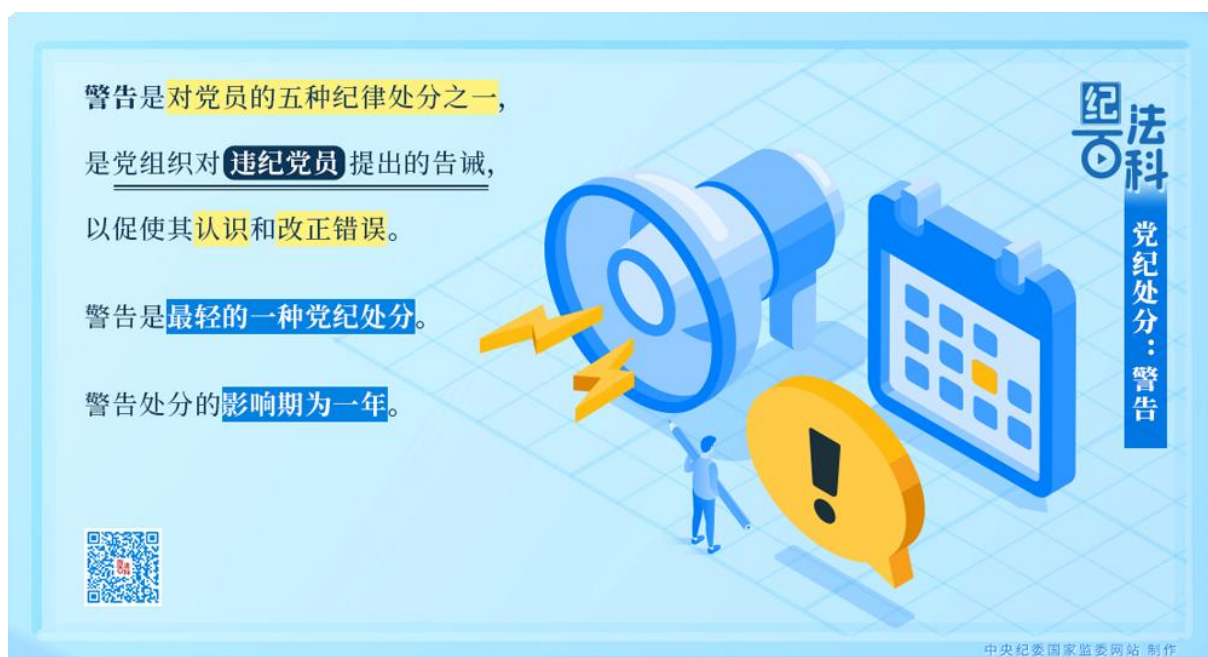 警告是对党员的五种纪律处分之一,
是党组织对违纪党员提出的告诫,
以促使其认识和改正错误。
警告是最轻的一种党纪处分。
警告处分的影响期为一年。
纪法百科
党纪处分：警告
中央纪委国家监委网站 制作